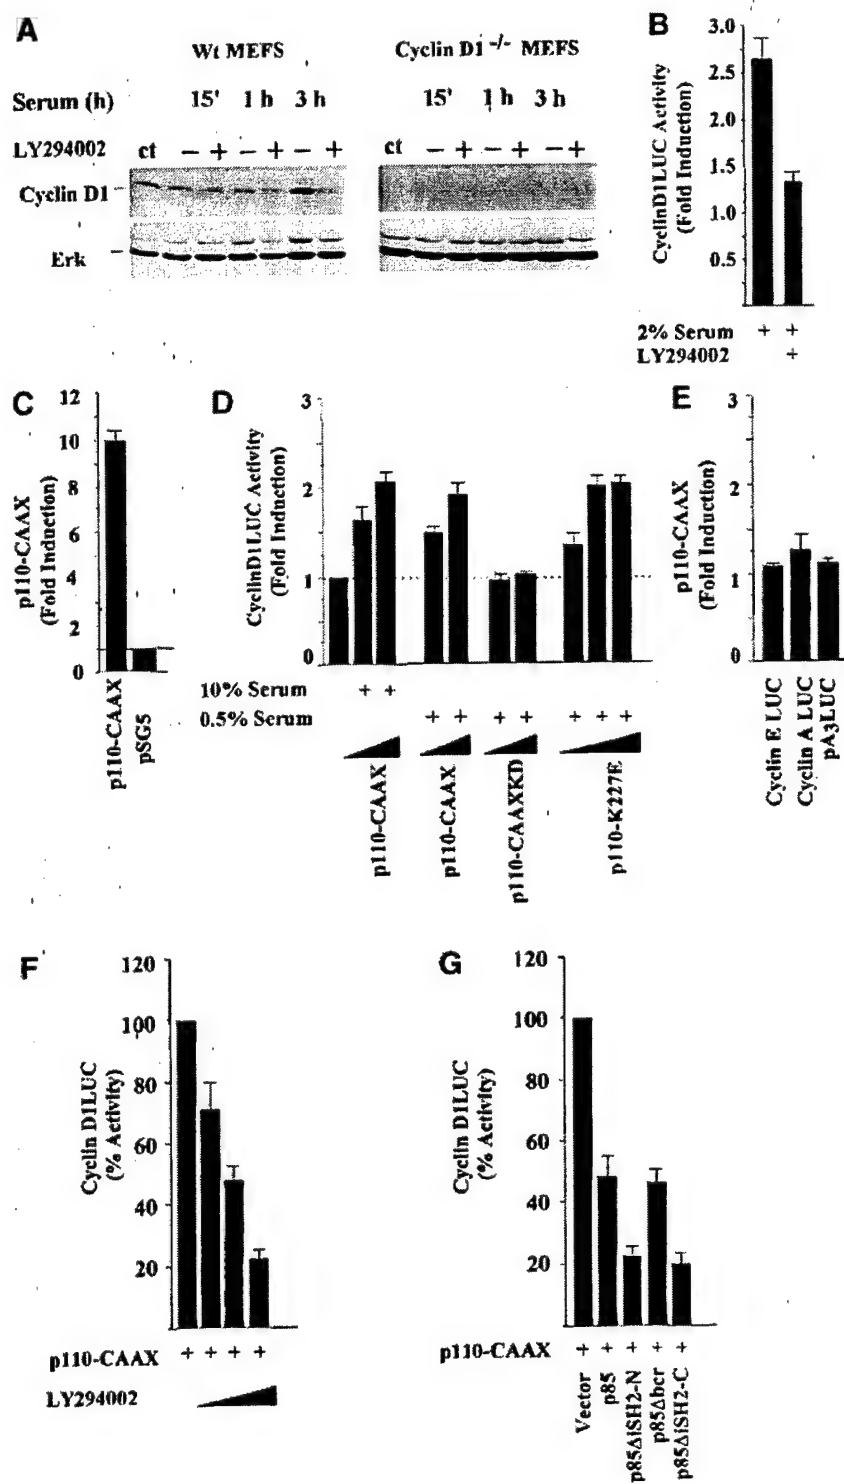 A
Wt MEFS
Cyclin D1 -/- MEFS
Serum (h) 15' 1 h 3 h 15' 1 h 3 h
LY294002 ct − + − + − + ct − + − + − +
Cyclin D1
Erk
B
CyclinD1LUC Activity
(Fold Induction)
3.0
2.5
3.0
1.5
1.0
0.5
2% Serum + +
LY294002 +
C
p110-CAAX
(Fold Induction)
12
10
8
6
4
2
1
0
p110-CAAX
pSG5
D
CyclinD1LUC Activity
(Fold Induction)
3
2
1
0
10% Serum + +
0.5% Serum + + + + + + +
p110-CAAX
p110-CAAX
p110-CAAXKD
p110-K227E
E
p110-CAAX
(Fold Induction)
3
2
1
0
Cyclin E LUC
Cyclin A LUC
pA3LUC
F
Cyclin D1LUC
(% Activity)
120
100
80
60
40
20
p110-CAAX + + + +
LY294002
G
Cyclin D1LUC
(% Activity)
120
100
80
60
40
20
p110-CAAX + + + + +
Vector
p85
p85ΔiSH2-N
p85Δbcr
p85ΔiSH2-C